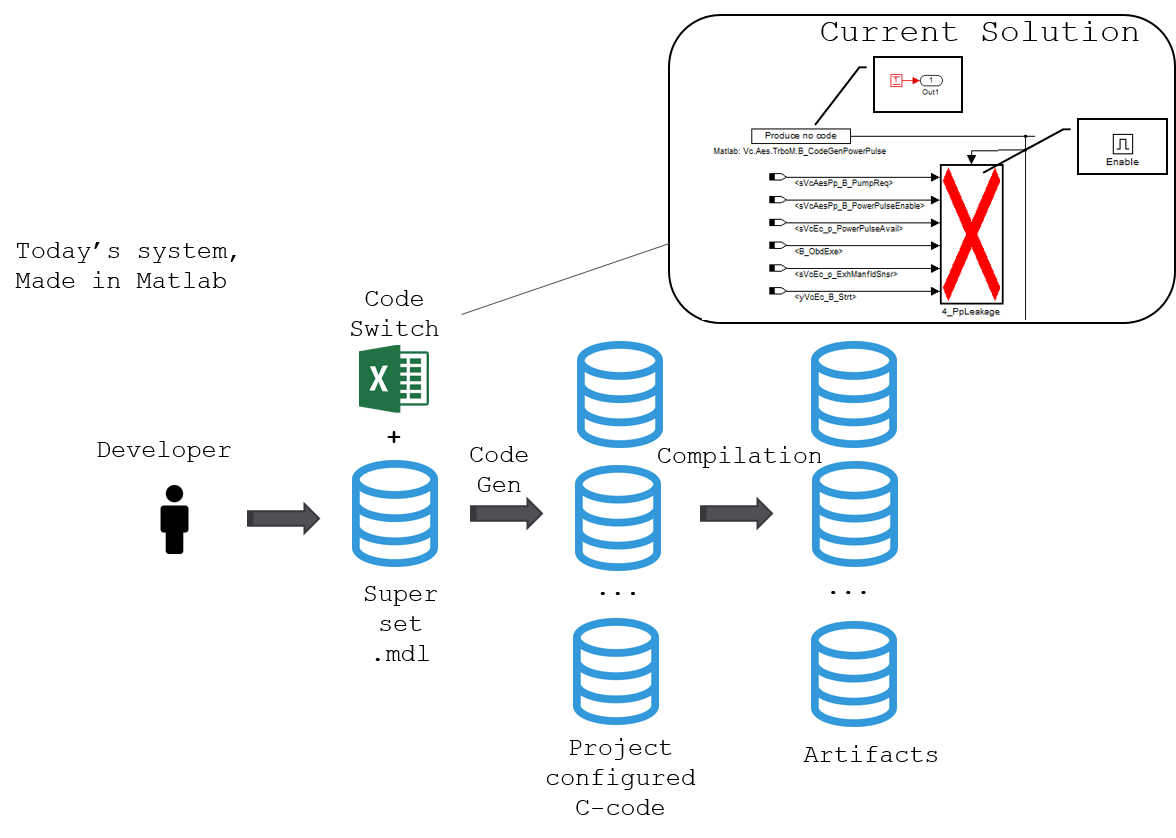 Current Solution
1
Out1
Produce no code
Matlab: Vc.Aes.TrboM.B_CodeGenPowerPulse
Enable
<sVcAesPp_B_PumpReq>
<sVcAesPp_B_PowerPulseEnable>
<sVcEc_p_PowerPulseAvail>
<B_ObdExe>
<sVcEc_p_ExhManfldSnsr>
<yVcEc_B_Strt>
4_PpLeakage
Today's system,
Made in Matlab
Code
Switch
X
+
Developer
Code
Gen
Compilation
Super
set
.mdl
...
...
Project
configured
C-code
Artifacts